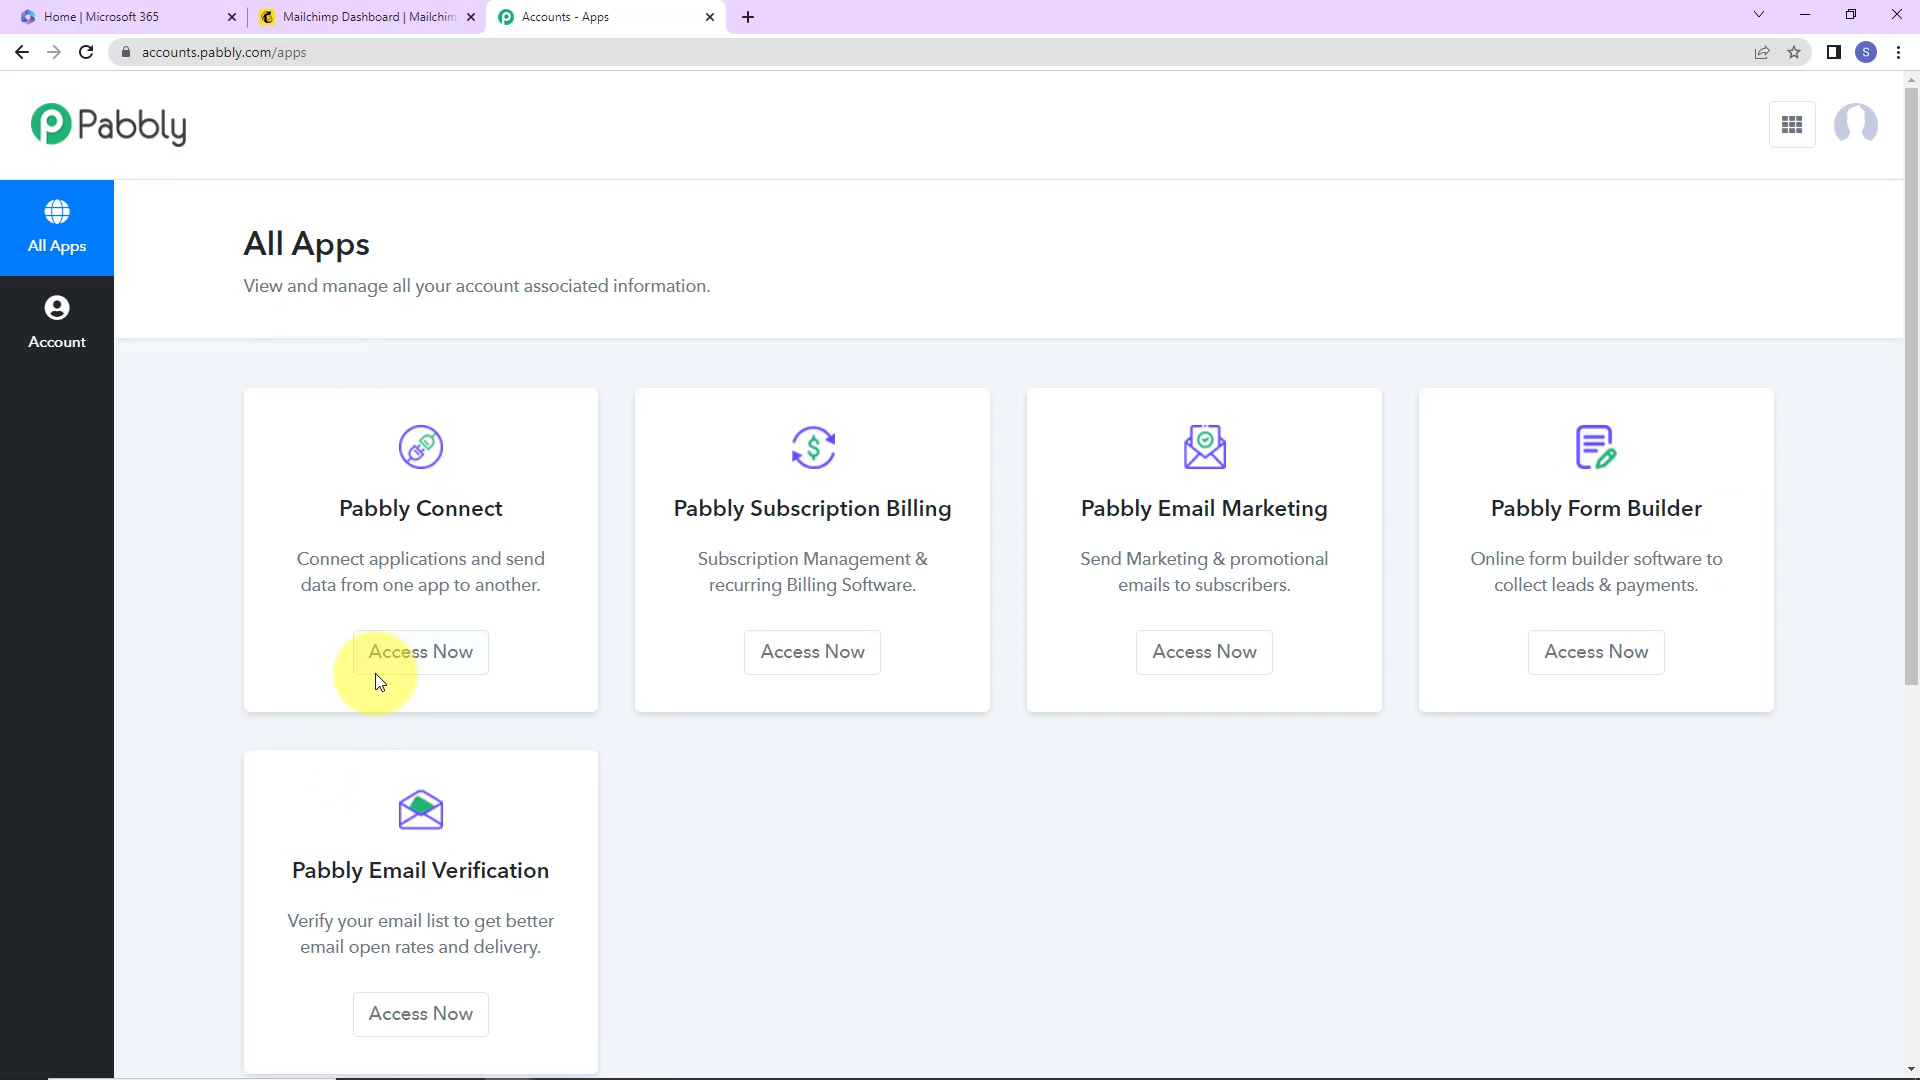 Home | Microsoft 365
Mailchimp Dashboard | Mailchim
Accounts - Apps
accounts.pabbly.com/apps
S
Pabbly
All Apps
Account
All Apps
View and manage all your account associated information.
Pabbly Connect
Connect applications and send
data from one app to another.
Access Now
Pabbly Subscription Billing
Subscription Management &
recurring Billing Software.
Access Now
Pabbly Email Marketing
Send Marketing & promotional
emails to subscribers.
Access Now
Pabbly Form Builder
Online form builder software to
collect leads & payments.
Access Now
Pabbly Email Verification
Verify your email list to get better
email open rates and delivery.
Access Now